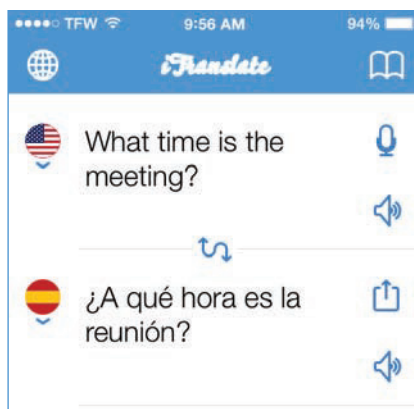 TFW 9:56 AM 94%
iTranslate
What time is the
meeting?
¿A qué hora es la
reunión?